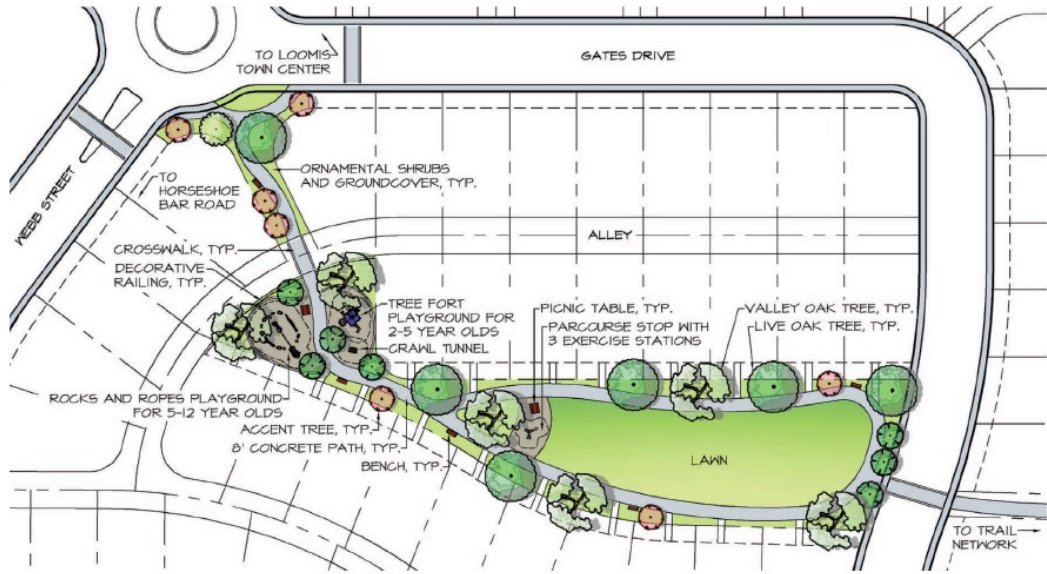 TO LOOMIS
TOWN CENTER
GATES DRIVE
WEBB STREET
TO
HORSESHOE
BAR ROAD
ORNAMENTAL SHRUBS
AND GROUNDCOVER, TYP.
ALLEY
CROSSWALK, TYP.
DECORATIVE
RAILING, TYP.
TREE FORT
PLAYGROUND FOR
2-5 YEAR OLDS
CRAWL TUNNEL
PICNIC TABLE, TYP.
PARCOURSE STOP WITH
3 EXERCISE STATIONS
VALLEY OAK TREE, TYP.
LIVE OAK TREE, TYP.
ROCKS AND ROPES PLAYGROUND
FOR 5-12 YEAR OLDS
ACCENT TREE, TYP.
8' CONCRETE PATH, TYP.
BENCH, TYP.
LAWN
TO TRAIL
NETWORK